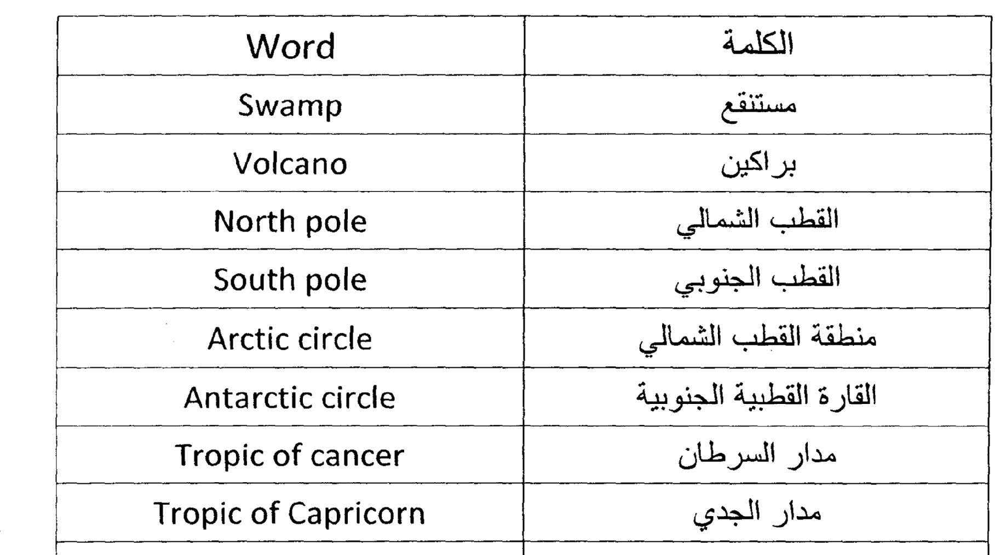 Word الكلمة
Swamp مستنقع
Volcano براكين
North pole القطب الشمالي
South pole القطب الجنوبي
Arctic circle منطقة القطب الشمالي
Antarctic circle القارة القطبية الجنوبية
Tropic of cancer مدار السرطان
Tropic of Capricorn مدار الجدي